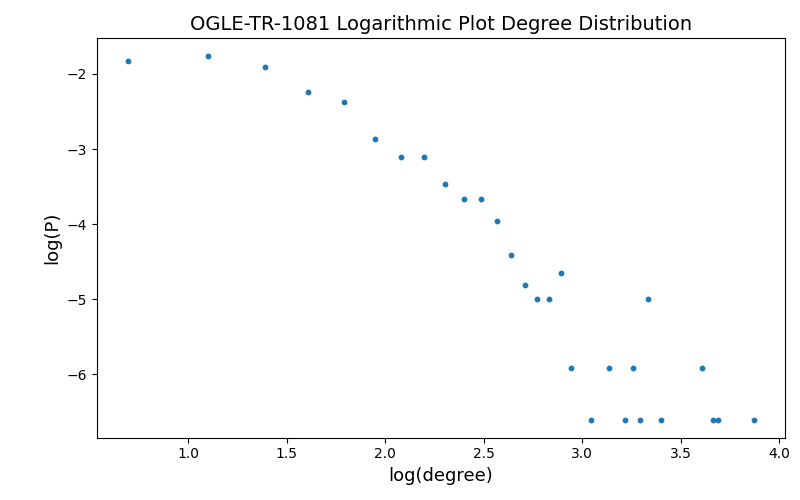 OGLE-TR-1081 Logarithmic Plot Degree Distribution
−2
−3
−4
−5
−6
log(P)
1.0 1.5 2.0 2.5 3.0 3.5 4.0
log(degree)